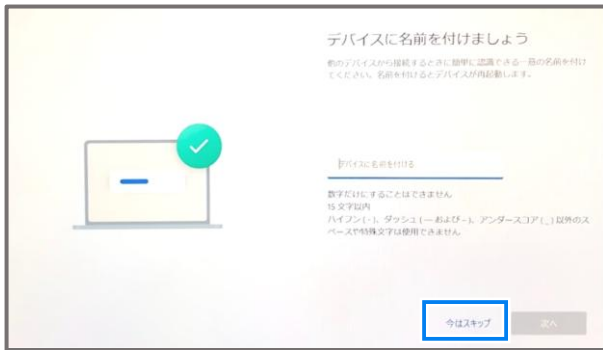 デバイスに名前を付けましょう
他のデバイスから接続するときに簡単に認識できる一意の名前を付け
てください。名前を付けるとデバイスが再起動します。
デバイスに名前を付ける
数字だけにすることはできません
15 文字以内
ハイフン (-)、ダッシュ (— および –)、アンダースコア (_) 以外のス
ペースや特殊文字は使用できません
今はスキップ
次へ